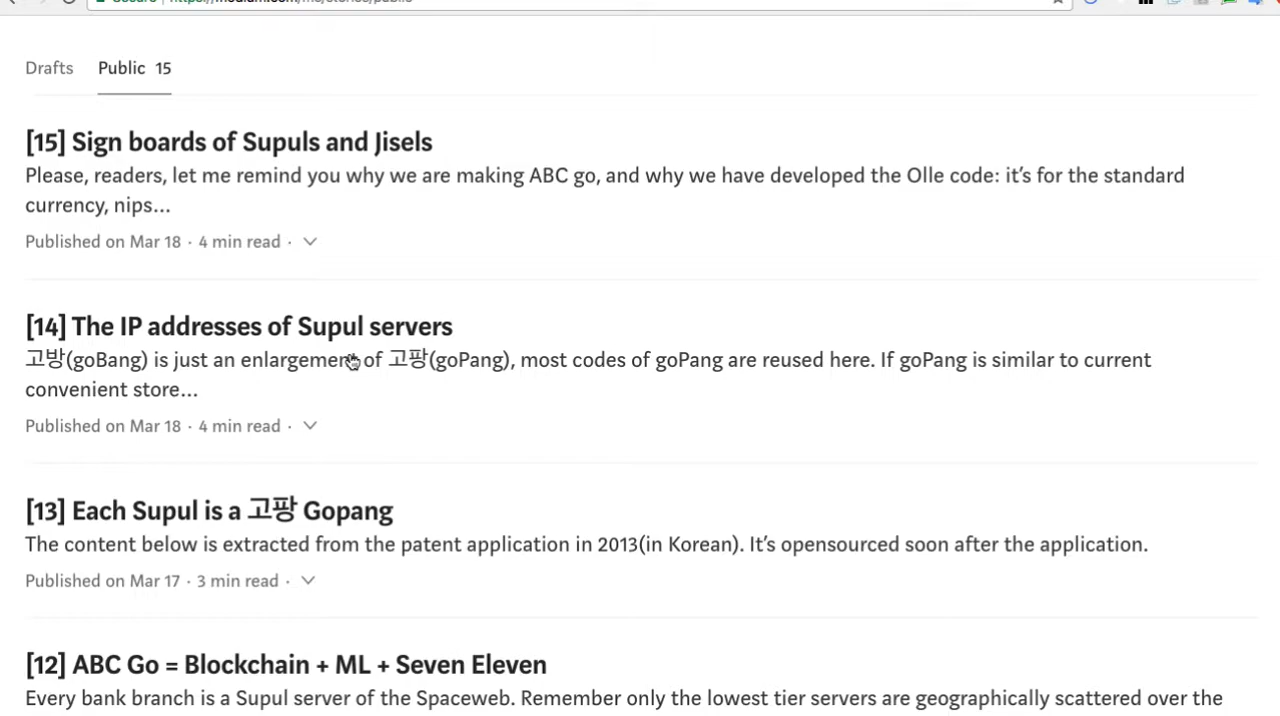 Drafts Public 15
[15] Sign boards of Supuls and Jisels
Please, readers, let me remind you why we are making ABC go, and why we have developed the Olle code: it’s for the standard
currency, nips…
Published on Mar 18 · 4 min read ·
[14] The IP addresses of Supul servers
고방(goBang) is just an enlargement of 고팡(goPang), most codes of goPang are reused here. If goPang is similar to current
convenient store…
Published on Mar 18 · 4 min read ·
[13] Each Supul is a 고팡 Gopang
The content below is extracted from the patent application in 2013(in Korean). It’s opensourced soon after the application.
Published on Mar 17 · 3 min read ·
[12] ABC Go = Blockchain + ML + Seven Eleven
Every bank branch is a Supul server of the Spaceweb. Remember only the lowest tier servers are geographically scattered over the